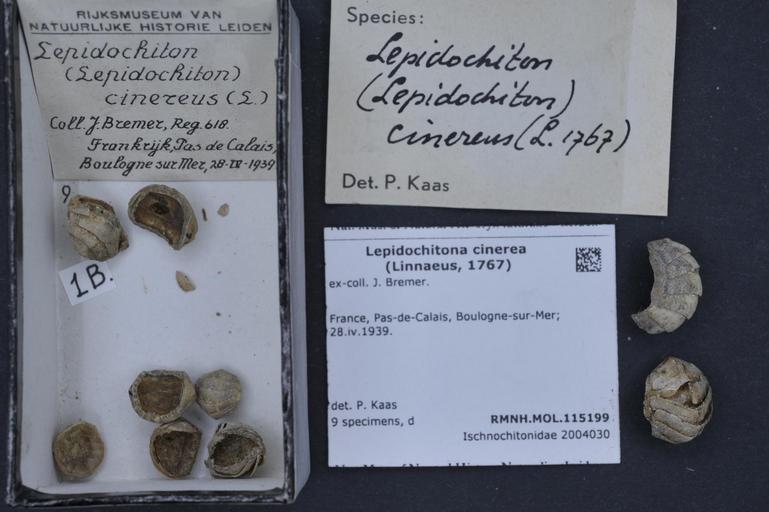 RIJKSMUSEUM VAN
NATUURLIJKE HISTORIE LEIDEN
Lepidochiton
(Lepidochiton)
cinereus (L.)
Coll. J. Bremer, Reg. 618.
Frankrijk, Pas de Calais,
Boulogne sur Mer, 28-IV-1939
9
1B.
Species:
Lepidochiton
(Lepidochiton)
cinereus (L. 1767)
Det. P. Kaas
Lepidochitona cinerea
(Linnaeus, 1767)
ex-coll. J. Bremer.
France, Pas-de-Calais, Boulogne-sur-Mer;
28.iv.1939.
det. P. Kaas
9 specimens, d
RMNH.MOL.115199
Ischnochitonidae 2004030